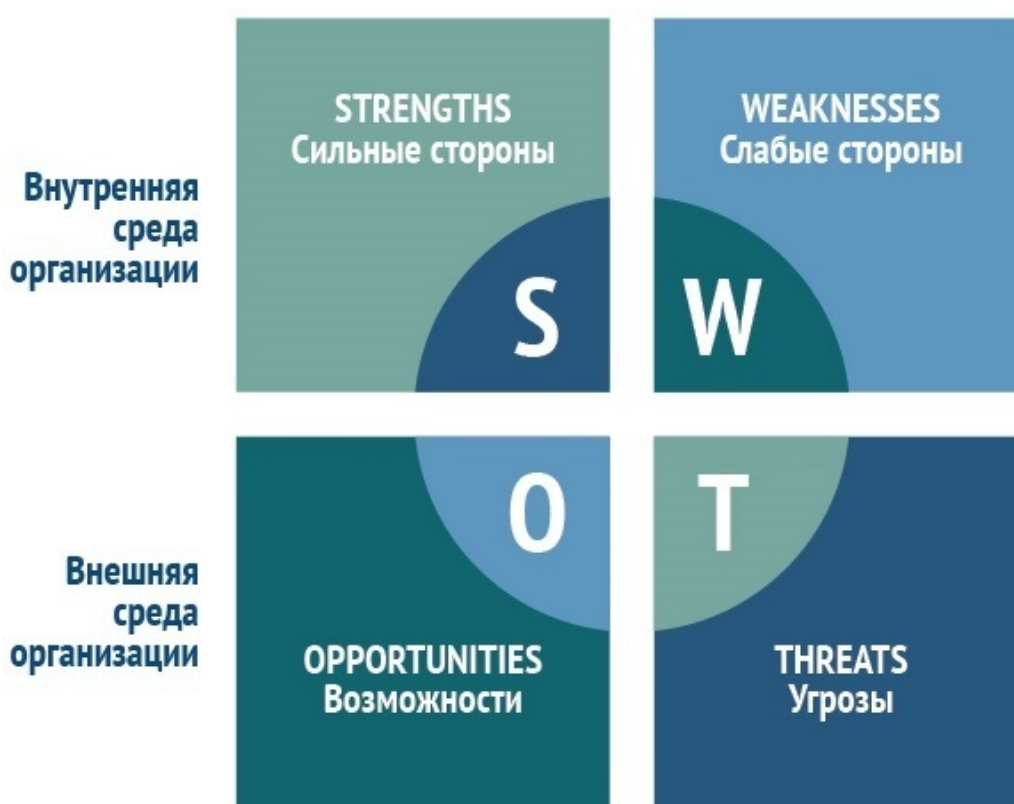 STRENGTHS
Сильные стороны
WEAKNESSES
Слабые стороны
Внутренняя
среда
организации
S
W
O
T
Внешняя
среда
организации
OPPORTUNITIES
Возможности
THREATS
Угрозы